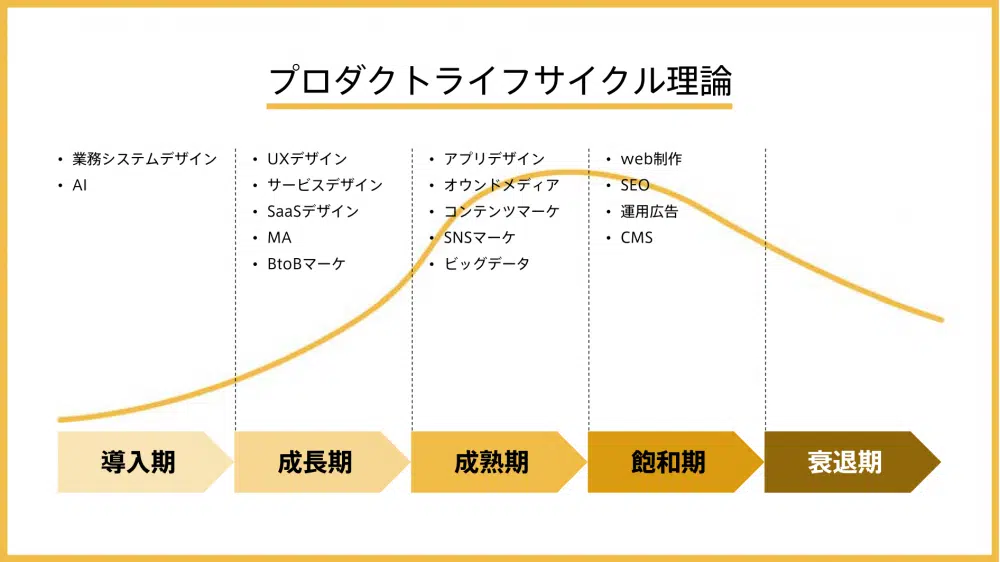 プロダクトライフサイクル理論
• 業務システムデザイン
• AI
• UXデザイン
• サービスデザイン
• SaaSデザイン
• MA
• BtoBマーケ
• アプリデザイン
• オウンドメディア
• コンテンツマーケ
• SNSマーケ
• ビッグデータ
• web制作
• SEO
• 運用広告
• CMS
導入期
成長期
成熟期
飽和期
衰退期